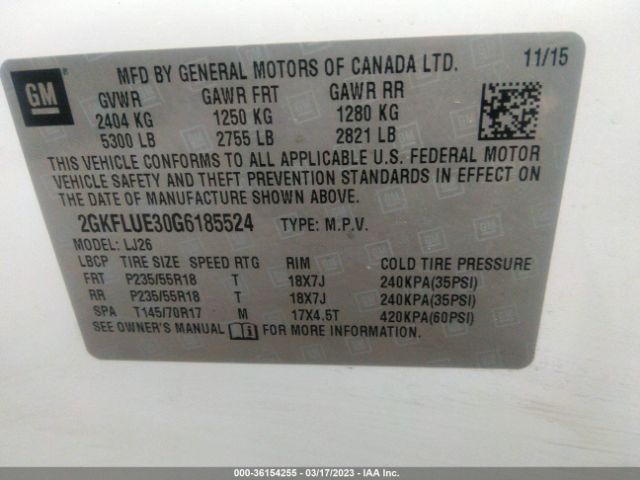 GM ®
MFD BY GENERAL MOTORS OF CANADA LTD. 11/15
GVWR GAWR FRT GAWR RR
2404 KG 1250 KG 1280 KG
5300 LB 2755 LB 2821 LB
THIS VEHICLE CONFORMS TO ALL APPLICABLE U.S. FEDERAL MOTOR
VEHICLE SAFETY AND THEFT PREVENTION STANDARDS IN EFFECT ON
THE DATE OF MANUFACTURE SHOWN ABOVE.
2GKFLUE30G6185524 TYPE: M.P.V.
MODEL: LJ26
LBCP TIRE SIZE SPEED RTG RIM COLD TIRE PRESSURE
FRT P235/55R18 T 18X7J 240KPA(35PSI)
RR P235/55R18 T 18X7J 240KPA(35PSI)
SPA T145/70R17 M 17X4.5T 420KPA(60PSI)
SEE OWNER'S MANUAL FOR MORE INFORMATION.
000-36154255 - 03/17/2023 - IAA Inc.